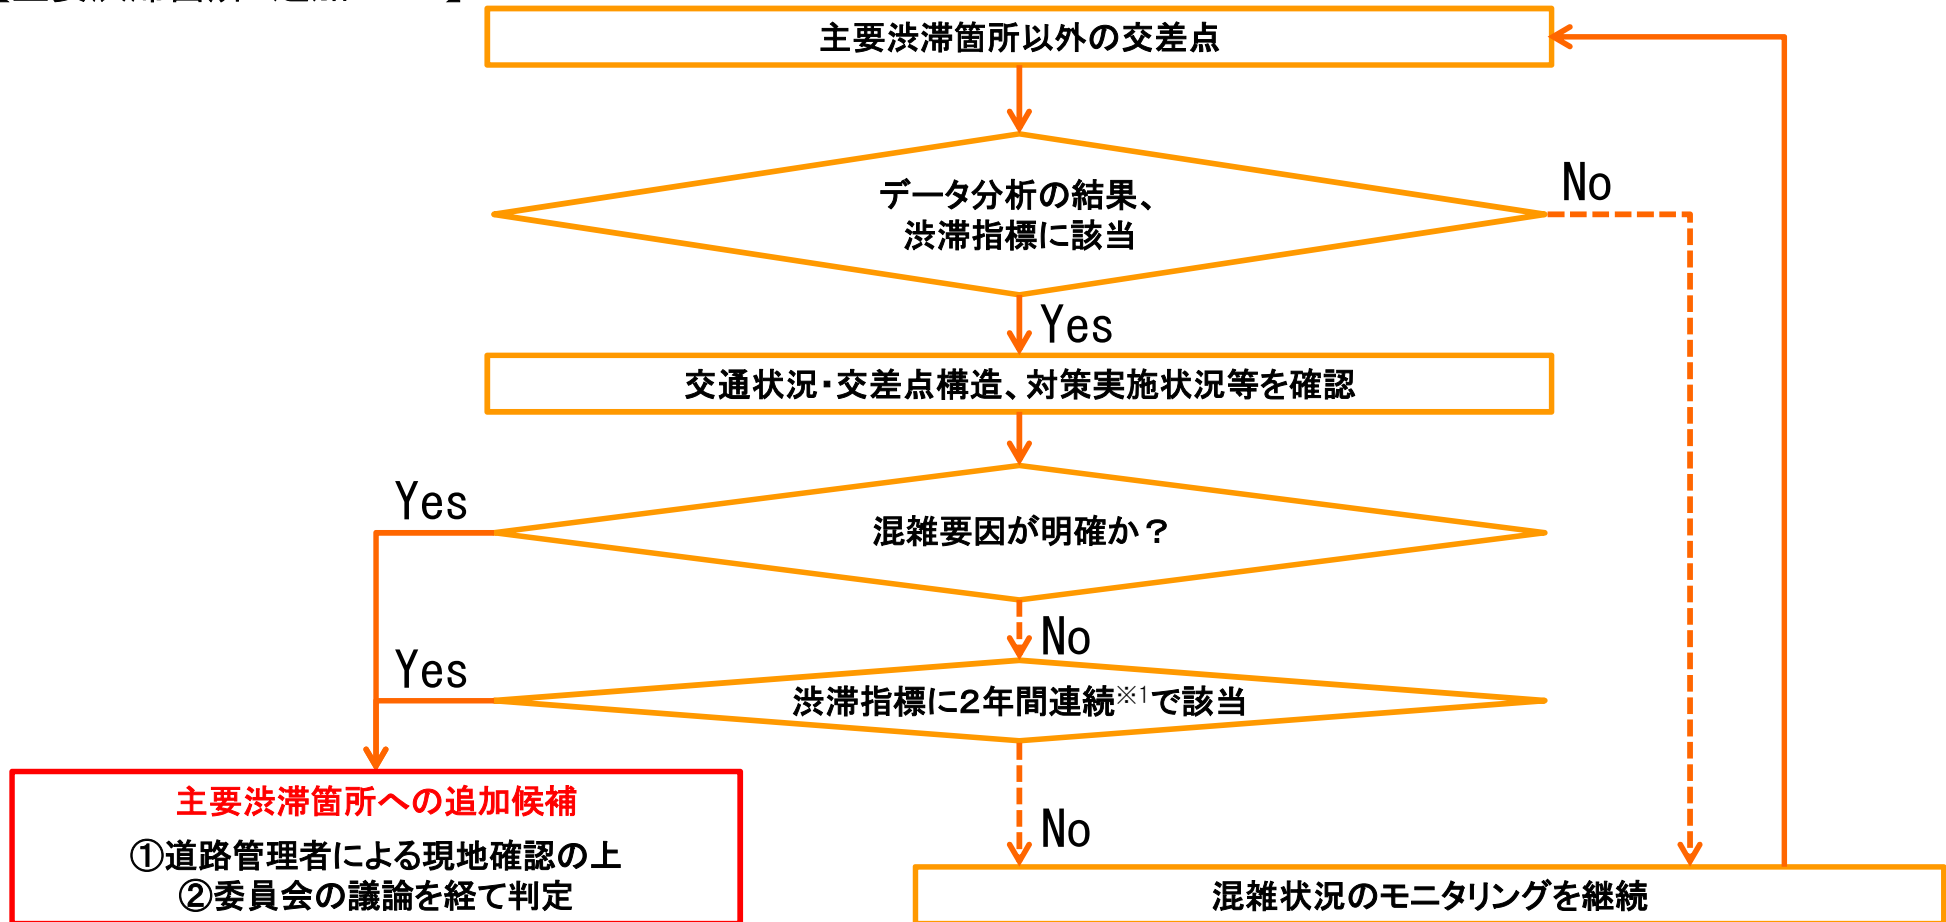 主要渋滞箇所以外の交差点
データ分析の結果、
渋滞指標に該当
No
Yes
交通状況・交差点構造、対策実施状況等を確認
Yes
混雑要因が明確か？
No
Yes
渋滞指標に２年間連続※1で該当
主要渋滞箇所への追加候補
①道路管理者による現地確認の上
②委員会の議論を経て判定
No
混雑状況のモニタリングを継続